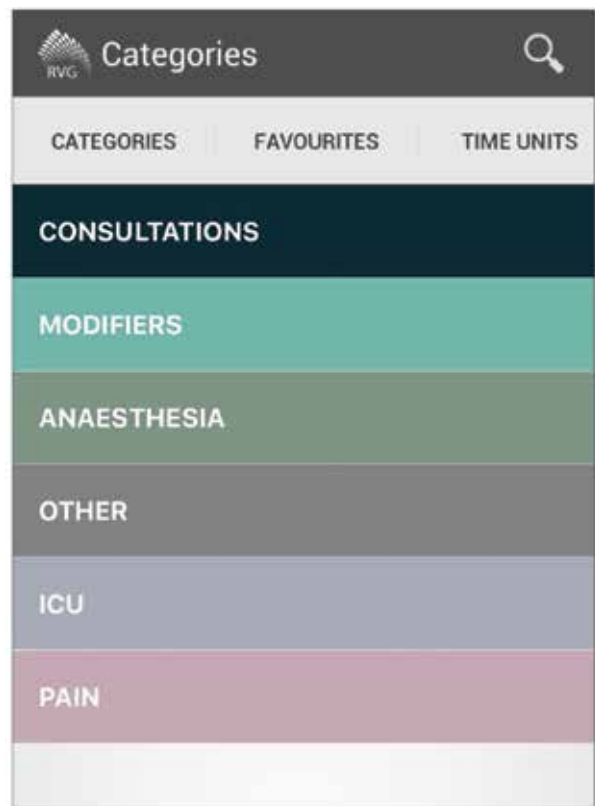 RVG Categories
CATEGORIES FAVOURITES TIME UNITS
CONSULTATIONS
MODIFIERS
ANAESTHESIA
OTHER
ICU
PAIN